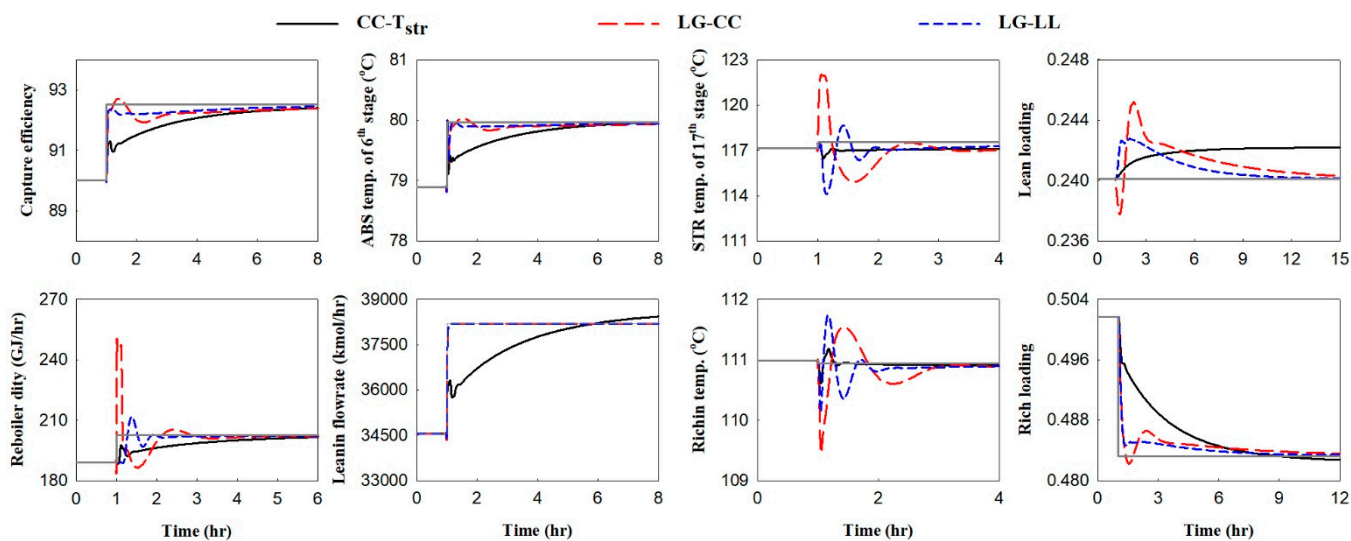 CC-T_str LG-CC LG-LL
Capture efficiency
93
91
89
0 2 4 6 8
ABS temp. of 6th stage (°C)
81
80
79
78
0 2 4 6 8
STR temp. of 17th stage (°C)
123
120
117
114
111
0 2 4
Lean loading
0.248
0.244
0.240
0.236
0 3 6 9 12 15
Reboiler dity (GJ/hr)
270
240
210
180
0 1 2 3 4 5 6
Time (hr)
Leanin flowrate (kmol/hr)
39000
37500
36000
34500
33000
0 2 4 6 8
Time (hr)
Richin temp. (°C)
112
111
110
109
0 2 4
Time (hr)
Rich loading
0.504
0.496
0.488
0.480
0 3 6 9 12
Time (hr)